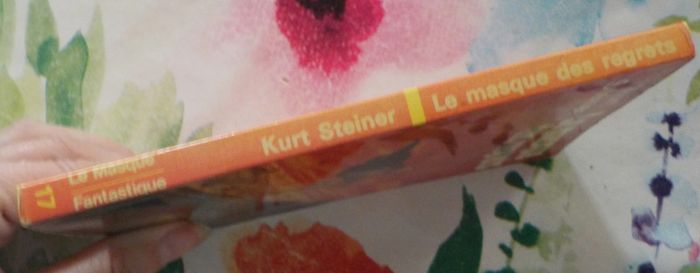 17
Le Masque
Fantastique
Kurt Steiner
Le masque des regrets